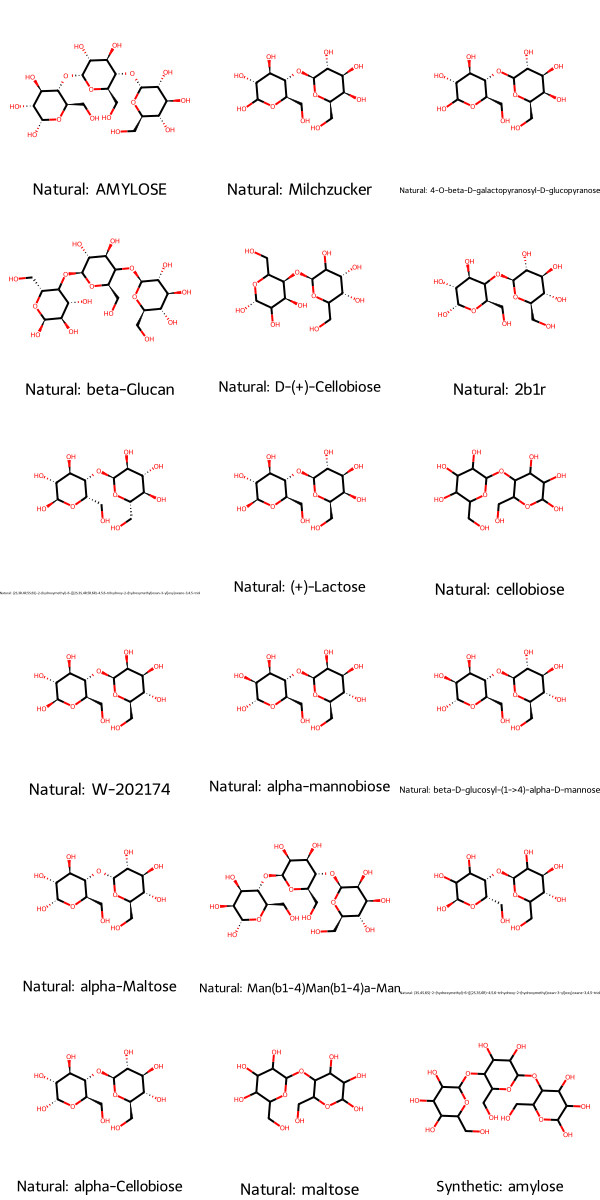 Natural: AMYLOSE
Natural: Milchzucker
Natural: 4-O-beta-D-galactopyranosyl-D-glucopyranose
Natural: beta-Glucan
Natural: D-(+)-Cellobiose
Natural: 2b1r
Natural: (+)-Lactose
Natural: cellobiose
Natural: W-202174
Natural: alpha-mannobiose
Natural: beta-D-glucosyl-(1->4)-alpha-D-mannose
Natural: alpha-Maltose
Natural: Man(b1-4)Man(b1-4)a-Man
Natural: alpha-Cellobiose
Natural: maltose
Synthetic: amylose